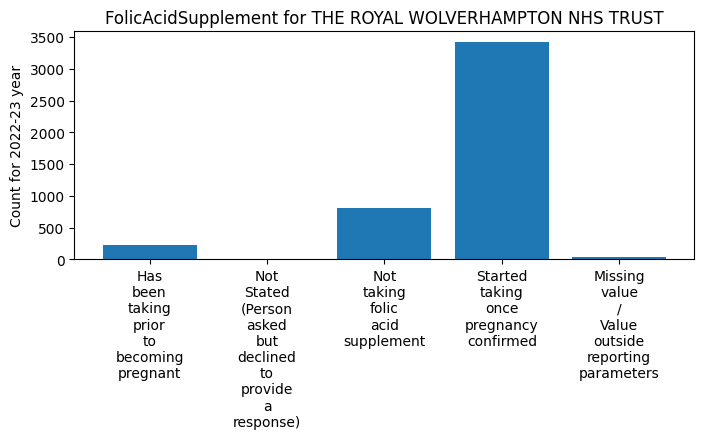 FolicAcidSupplement for THE ROYAL WOLVERHAMPTON NHS TRUST
Count for 2022-23 year
3500
3000
2500
2000
1500
1000
500
0
Has
been
taking
prior
to
becoming
pregnant
Not
Stated
(Person
asked
but
declined
to
provide
a
response)
Not
taking
folic
acid
supplement
Started
taking
once
pregnancy
confirmed
Missing
value
/
Value
outside
reporting
parameters